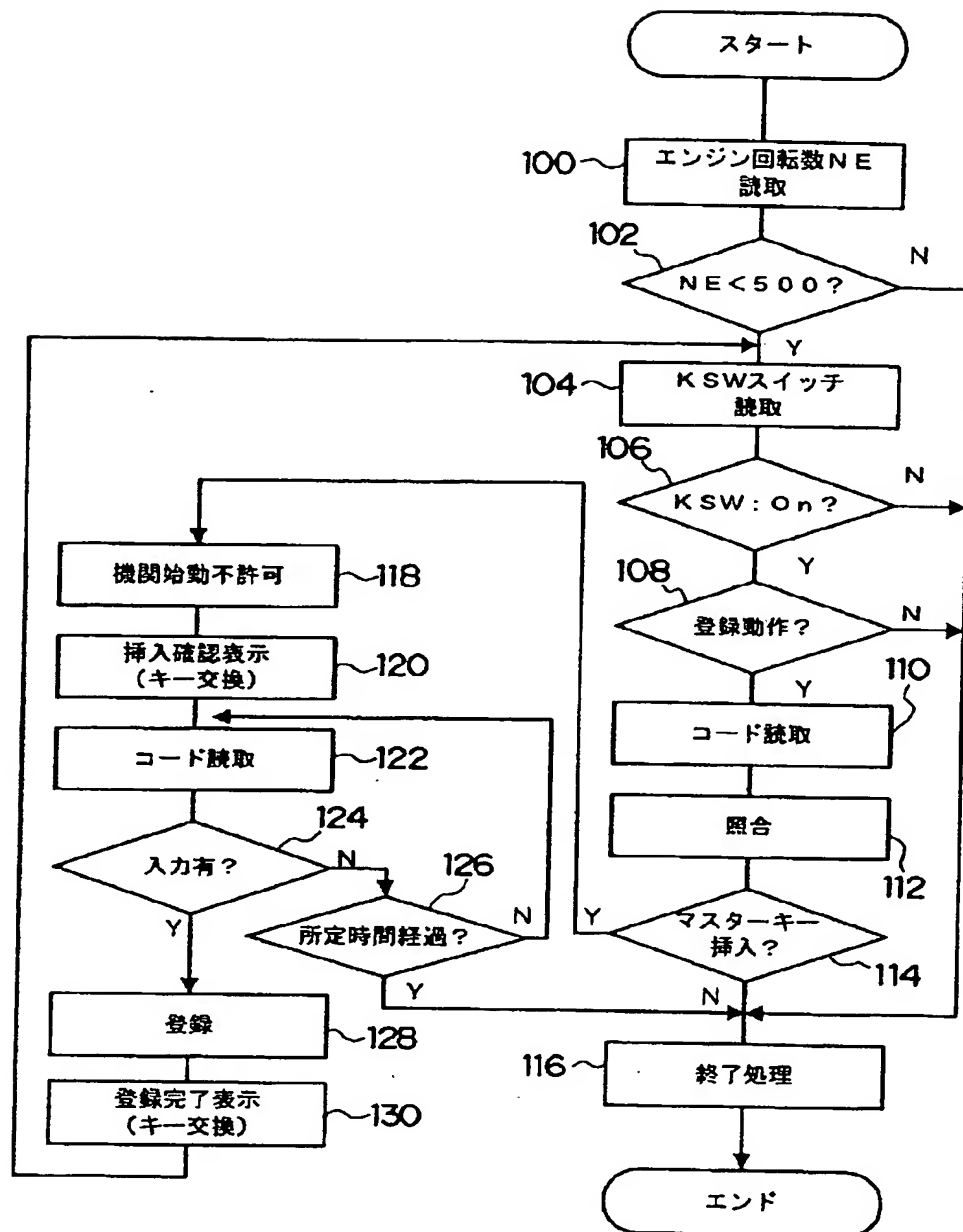 スタート
100
エンジン回転数NE
読取
102
N
NE<500?
Y
104
KSWスイッチ
読取
106
N
KSW:On?
Y
108
N
登録動作?
Y
110
コード読取
照合
112
Y
マスターキー
挿入?
114
N
116
終了処理
エンド
機関始動不許可
118
挿入確認表示
(キー交換)
120
コード読取
122
124
入力有?
N
Y
126
所定時間経過?
N
Y
登録
128
登録完了表示
(キー交換)
130